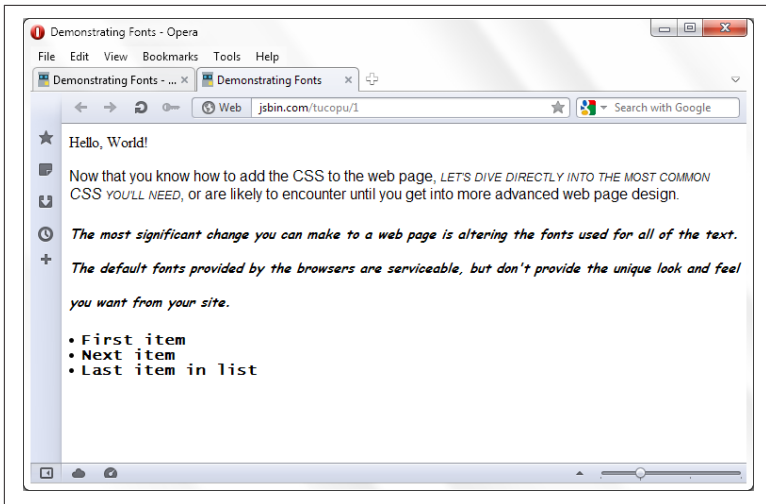 Demonstrating Fonts - Opera
File Edit View Bookmarks Tools Help
Demonstrating Fonts - ... × Demonstrating Fonts ×
Web jsbin.com/tucopu/1 Search with Google
Hello, World!
Now that you know how to add the CSS to the web page, LET'S DIVE DIRECTLY INTO THE MOST COMMON
CSS YOU'LL NEED, or are likely to encounter until you get into more advanced web page design.
The most significant change you can make to a web page is altering the fonts used for all of the text.
The default fonts provided by the browsers are serviceable, but don't provide the unique look and feel
you want from your site.
• First item
• Next item
• Last item in list